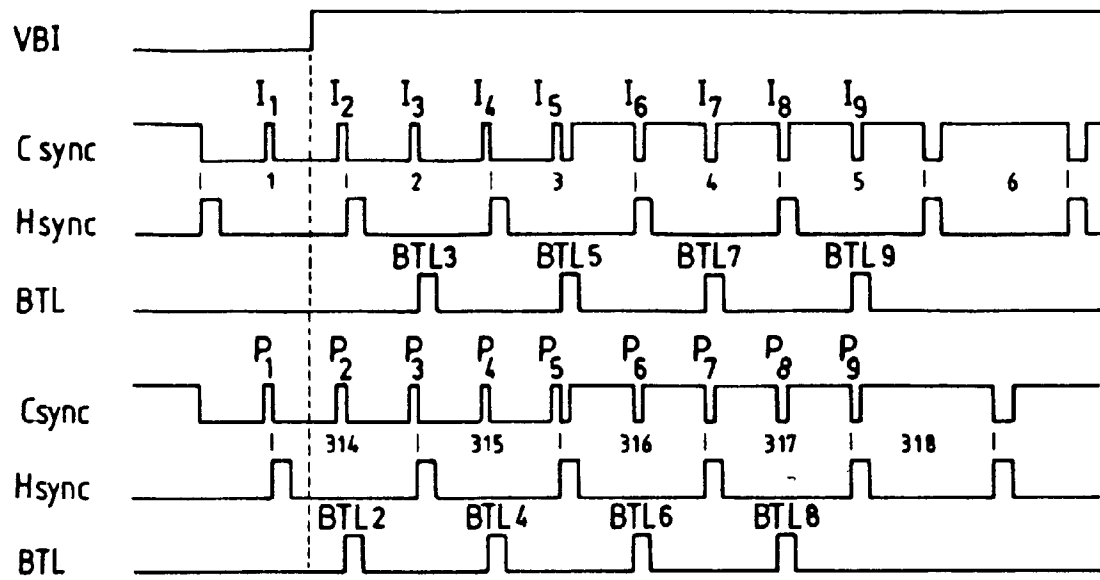 VBI
I1 I2 I3 I4 I5 I6 I7 I8 I9
C sync
1 2 3 4 5 6
Hsync
BTL3 BTL5 BTL7 BTL9
BTL
P1 P2 P3 P4 P5 P6 P7 P8 P9
Csync
314 315 316 317 318
Hsync
BTL2 BTL4 BTL6 BTL8
BTL